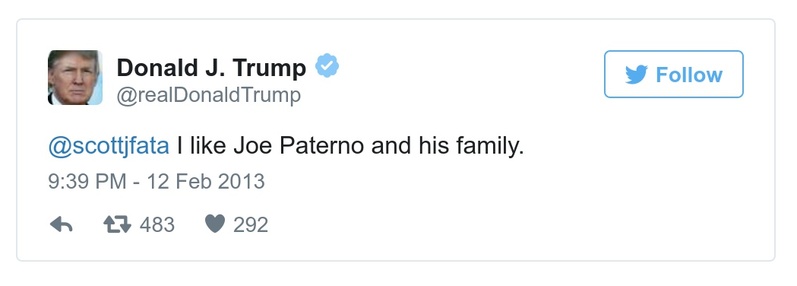 Donald J. Trump
@realDonaldTrump
Follow
@scottjfata I like Joe Paterno and his family.
9:39 PM - 12 Feb 2013
483 292